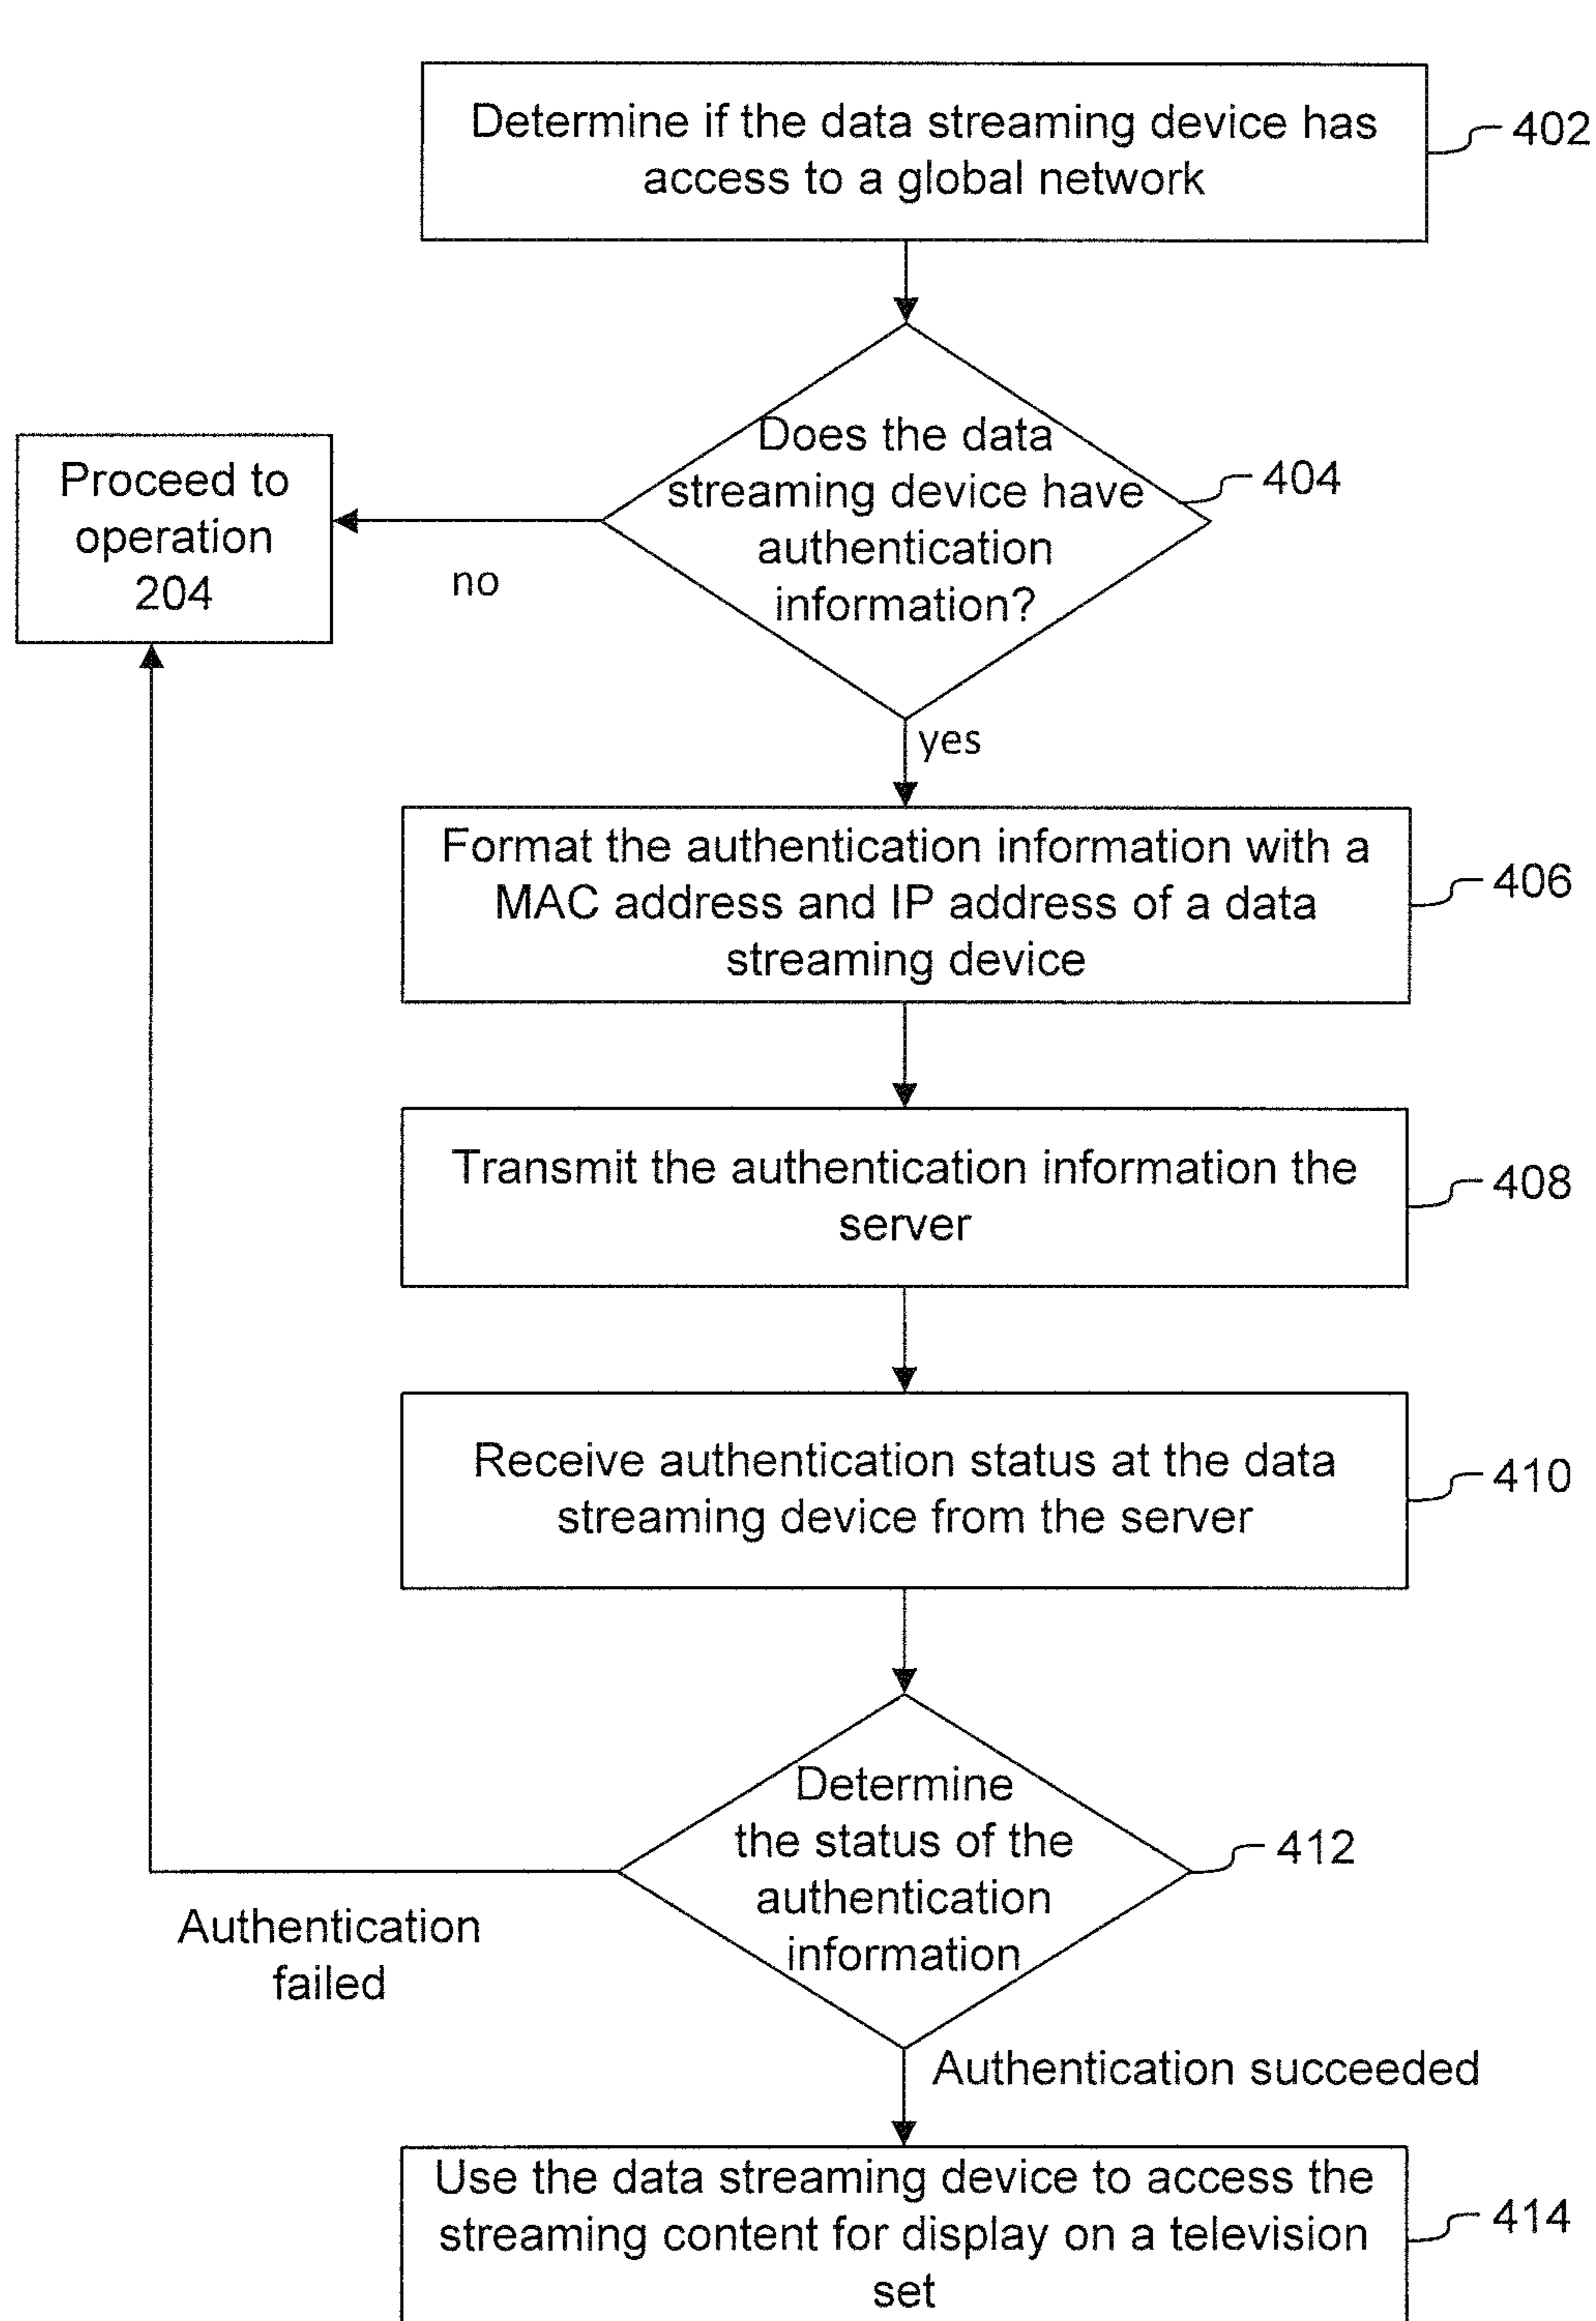 Determine if the data streaming device has
access to a global network
402
Does the data
streaming device have
authentication
information?
404
Proceed to
operation
204
no
yes
Format the authentication information with a
MAC address and IP address of a data
streaming device
406
Transmit the authentication information the
server
408
Receive authentication status at the data
streaming device from the server
410
Determine
the status of the
authentication
information
412
Authentication
failed
Authentication succeeded
Use the data streaming device to access the
streaming content for display on a television
set
414